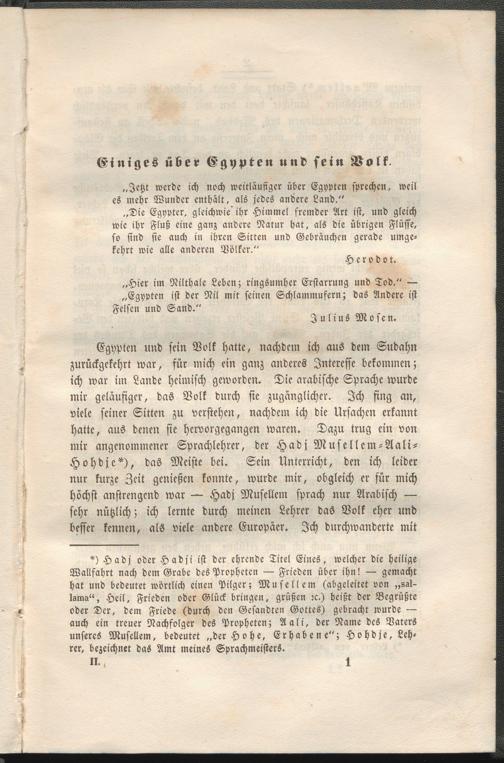 Einiges über Egypten und sein Volk.
„Jetzt werde ich noch weitläufiger über Egypten sprechen, weil
es mehr Wunder enthält, als jedes andere Land.“
„Die Egypter, gleichwie ihr Himmel fremder Art ist, und gleich
wie ihr Fluß eine ganz andere Natur hat, als die übrigen Flüsse,
so sind sie auch in ihren Sitten und Gebräuchen gerade umge-
kehrt wie alle anderen Völker.“
Herodot.
„Hier im Nilthale Leben; ringsumher Erstarrung und Tod.“ —
„Egypten ist der Nil mit seinen Schlammufern; das Andere ist
Felsen und Sand.“
Julius Mosen.
Egypten und sein Volk hatte, nachdem ich aus dem Sudahn
zurückgekehrt war, für mich ein ganz anderes Interesse bekommen;
ich war im Lande heimisch geworden. Die arabische Sprache wurde
mir geläufiger, das Volk durch sie zugänglicher. Ich fing an,
viele seiner Sitten zu verstehen, nachdem ich die Ursachen erkannt
hatte, aus denen sie hervorgegangen waren. Dazu trug ein von
mir angenommener Sprachlehrer, der Hadj Musellem-Aali-
Hohdje*), das Meiste bei. Sein Unterricht, den ich leider
nur kurze Zeit genießen konnte, wurde mir, obgleich er für mich
höchst anstrengend war — Hadj Musellem sprach nur Arabisch —
sehr nützlich; ich lernte durch meinen Lehrer das Volk eher und
besser kennen, als viele andere Europäer. Ich durchwanderte mit
*) Hadj oder Hadji ist der ehrende Titel Eines, welcher die heilige
Wallfahrt nach dem Grabe des Propheten — Frieden über ihn! — gemacht
hat und bedeutet wörtlich einen Pilger; Musellem (abgeleitet von „sal-
lama“, Heil, Frieden oder Glück bringen, grüßen ꝛc.) heißt der Begrüßte
oder Der, dem Friede (durch den Gesandten Gottes) gebracht wurde —
auch ein treuer Nachfolger des Propheten; Aali, der Name des Vaters
unseres Musellem, bedeutet „der Hohe, Erhabene“; Hohdje, Leh-
rer, bezeichnet das Amt meines Sprachmeisters.
II. 1